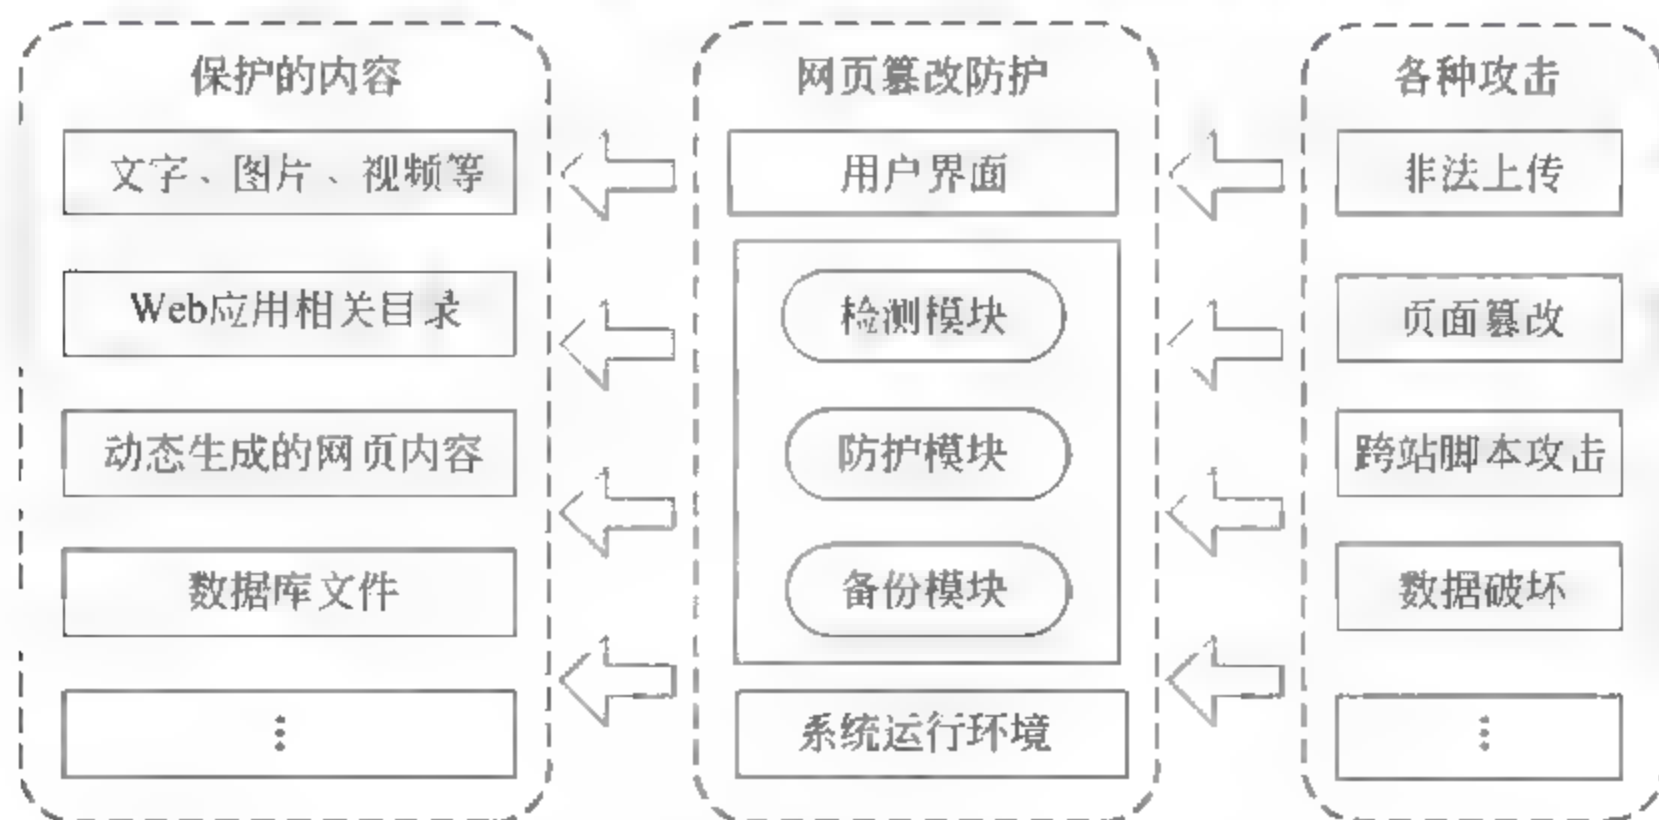 保护的内容
文字、图片、视频等
Web应用相关目录
动态生成的网页内容
数据库文件
⋮
网页篡改防护
用户界面
检测模块
防护模块
备份模块
系统运行环境
各种攻击
非法上传
页面篡改
跨站脚本攻击
数据破坏
⋮